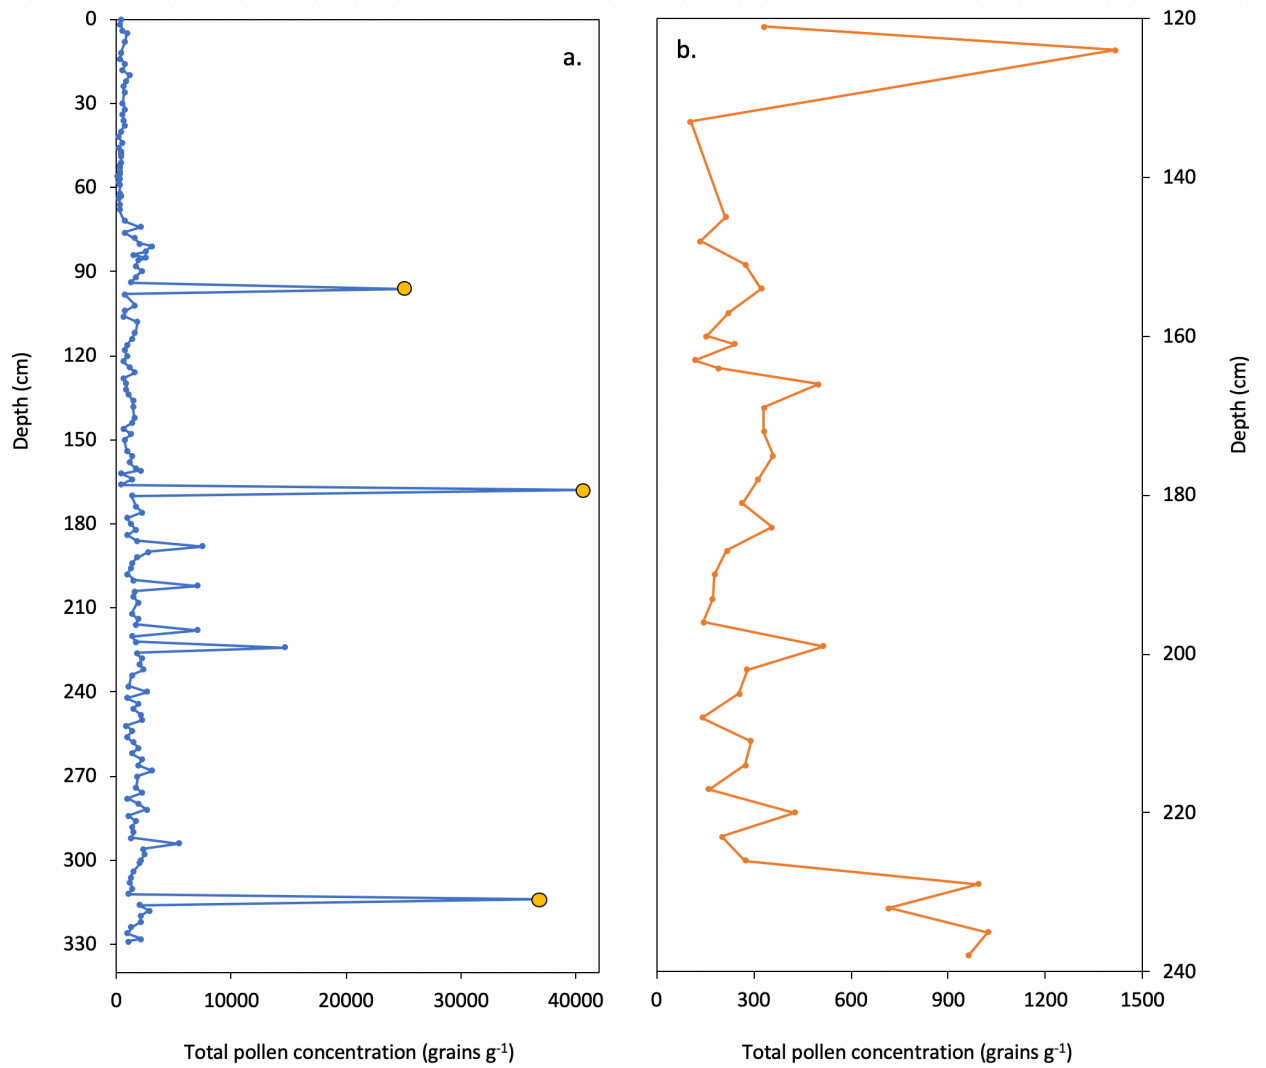 a.
0
30
60
90
120
150
180
210
240
270
300
330
Depth (cm)
0 10000 20000 30000 40000
Total pollen concentration (grains g⁻¹)
b.
120
140
160
180
200
220
240
Depth (cm)
0 300 600 900 1200 1500
Total pollen concentration (grains g⁻¹)